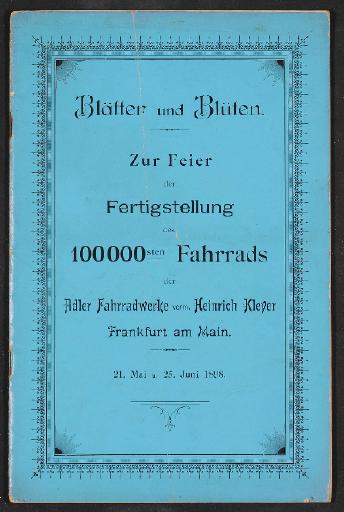 Blätter und Blüten.
Zur Feier
der
Fertigstellung
des
100000sten Fahrrads
der
Adler Fahrradwerke vorm. Heinrich Kleyer
Frankfurt am Main.
21. Mai u. 25. Juni 1898.